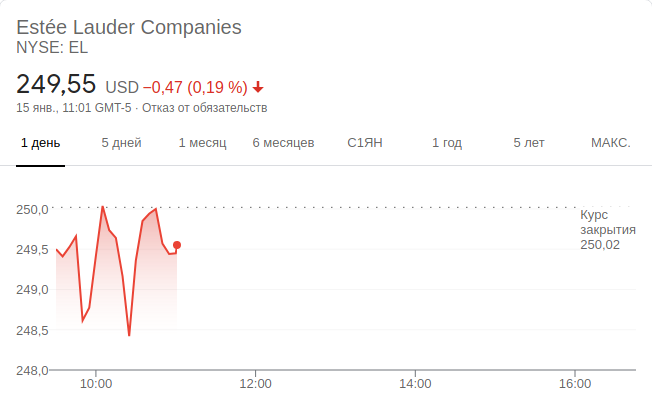 Estée Lauder Companies
NYSE: EL
249,55 USD −0,47 (0,19 %)
15 янв., 11:01 GMT-5 · Отказ от обязательств
1 день 5 дней 1 месяц 6 месяцев С1ЯН 1 год 5 лет МАКС.
250,0
Курс
закрытия
250,02
249,5
249,0
248,5
248,0
10:00 12:00 14:00 16:00